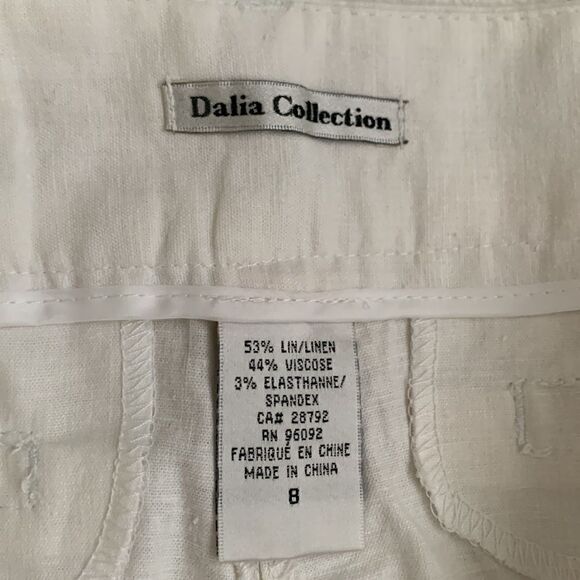 Dalia Collection
53% LIN/LINEN
44% VISCOSE
3% ELASTHANNE/
SPANDEX
CA# 28792
RN 96092
FABRIQUÉ EN CHINE
MADE IN CHINA
8